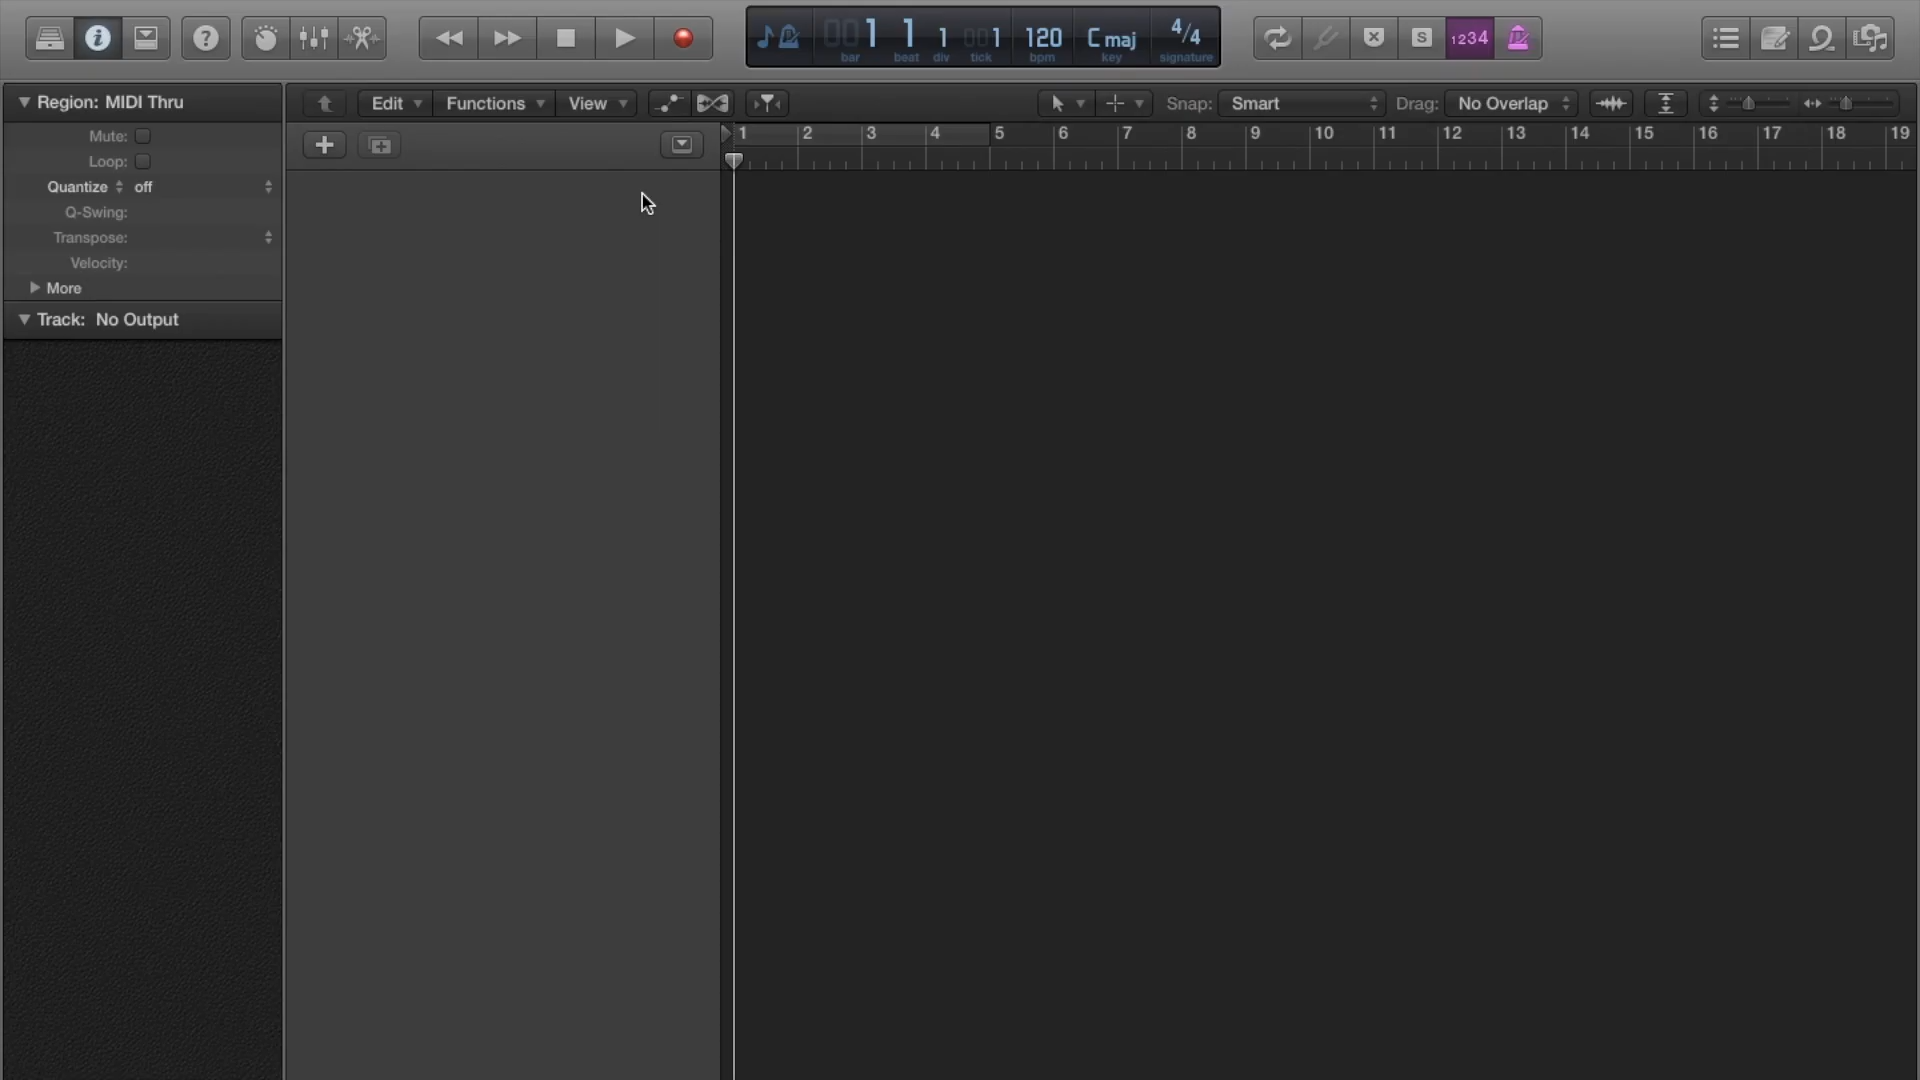 001 1 1 001 120 C maj 4/4
bar beat div tick bpm key signature
S 1234
Region: MIDI Thru
Edit Functions View Snap: Smart Drag: No Overlap
1 2 3 4 5 6 7 8 9 10 11 12 13 14 15 16 17 18 19
Mute:
Loop:
Quantize off
Q-Swing:
Transpose:
Velocity:
More
Track: No Output